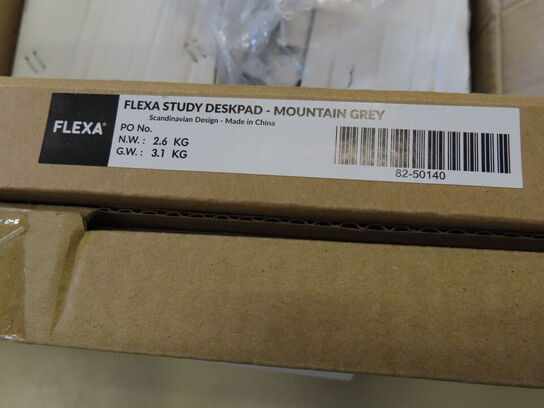 FLEXA®
FLEXA STUDY DESKPAD - MOUNTAIN GREY
Scandinavian Design - Made in China
PO No.
N.W. : 2.6 KG
G.W. : 3.1 KG
82-50140